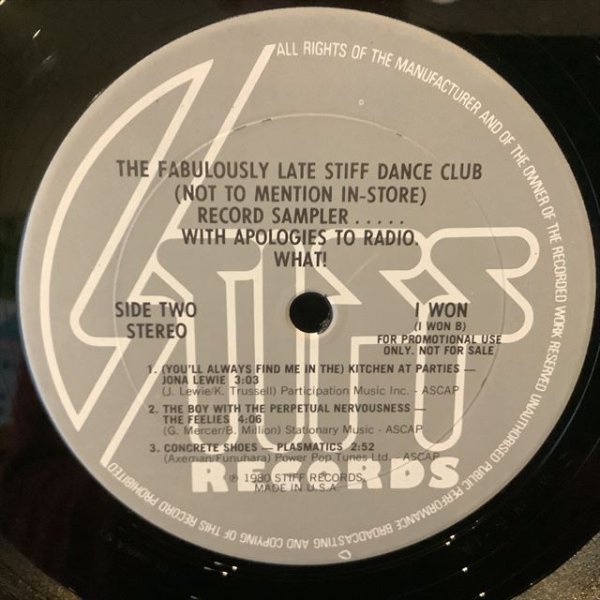 ALL RIGHTS OF THE MANUFACTURER AND OF THE OWNER OF THE RECORDED WORK RESERVED UNAUTHORISED PUBLIC PERFORMANCE BROADCASTING AND COPYING OF THIS RECORD PROHIBITED
THE FABULOUSLY LATE STIFF DANCE CLUB
(NOT TO MENTION IN-STORE)
RECORD SAMPLER . . . . .
WITH APOLOGIES TO RADIO.
WHAT!
STIFF
SIDE TWO
STEREO
I WON
(I WON B)
FOR PROMOTIONAL USE
ONLY. NOT FOR SALE
1. (YOU'LL ALWAYS FIND ME IN THE) KITCHEN AT PARTIES —
JONA LEWIE 3:03
(J. Lewie/K. Trussell) Participation Music Inc. - ASCAP
2. THE BOY WITH THE PERPETUAL NERVOUSNESS —
THE FEELIES 4:06
(G. Mercer/B. Million) Stationary Music - ASCAP
3. CONCRETE SHOES — PLASMATICS 2:52
(Axeman/Funuhara) Power Pop Tunes Ltd. - ASCAP
RECORDS
℗ 1980 STIFF RECORDS
MADE IN U.S.A.